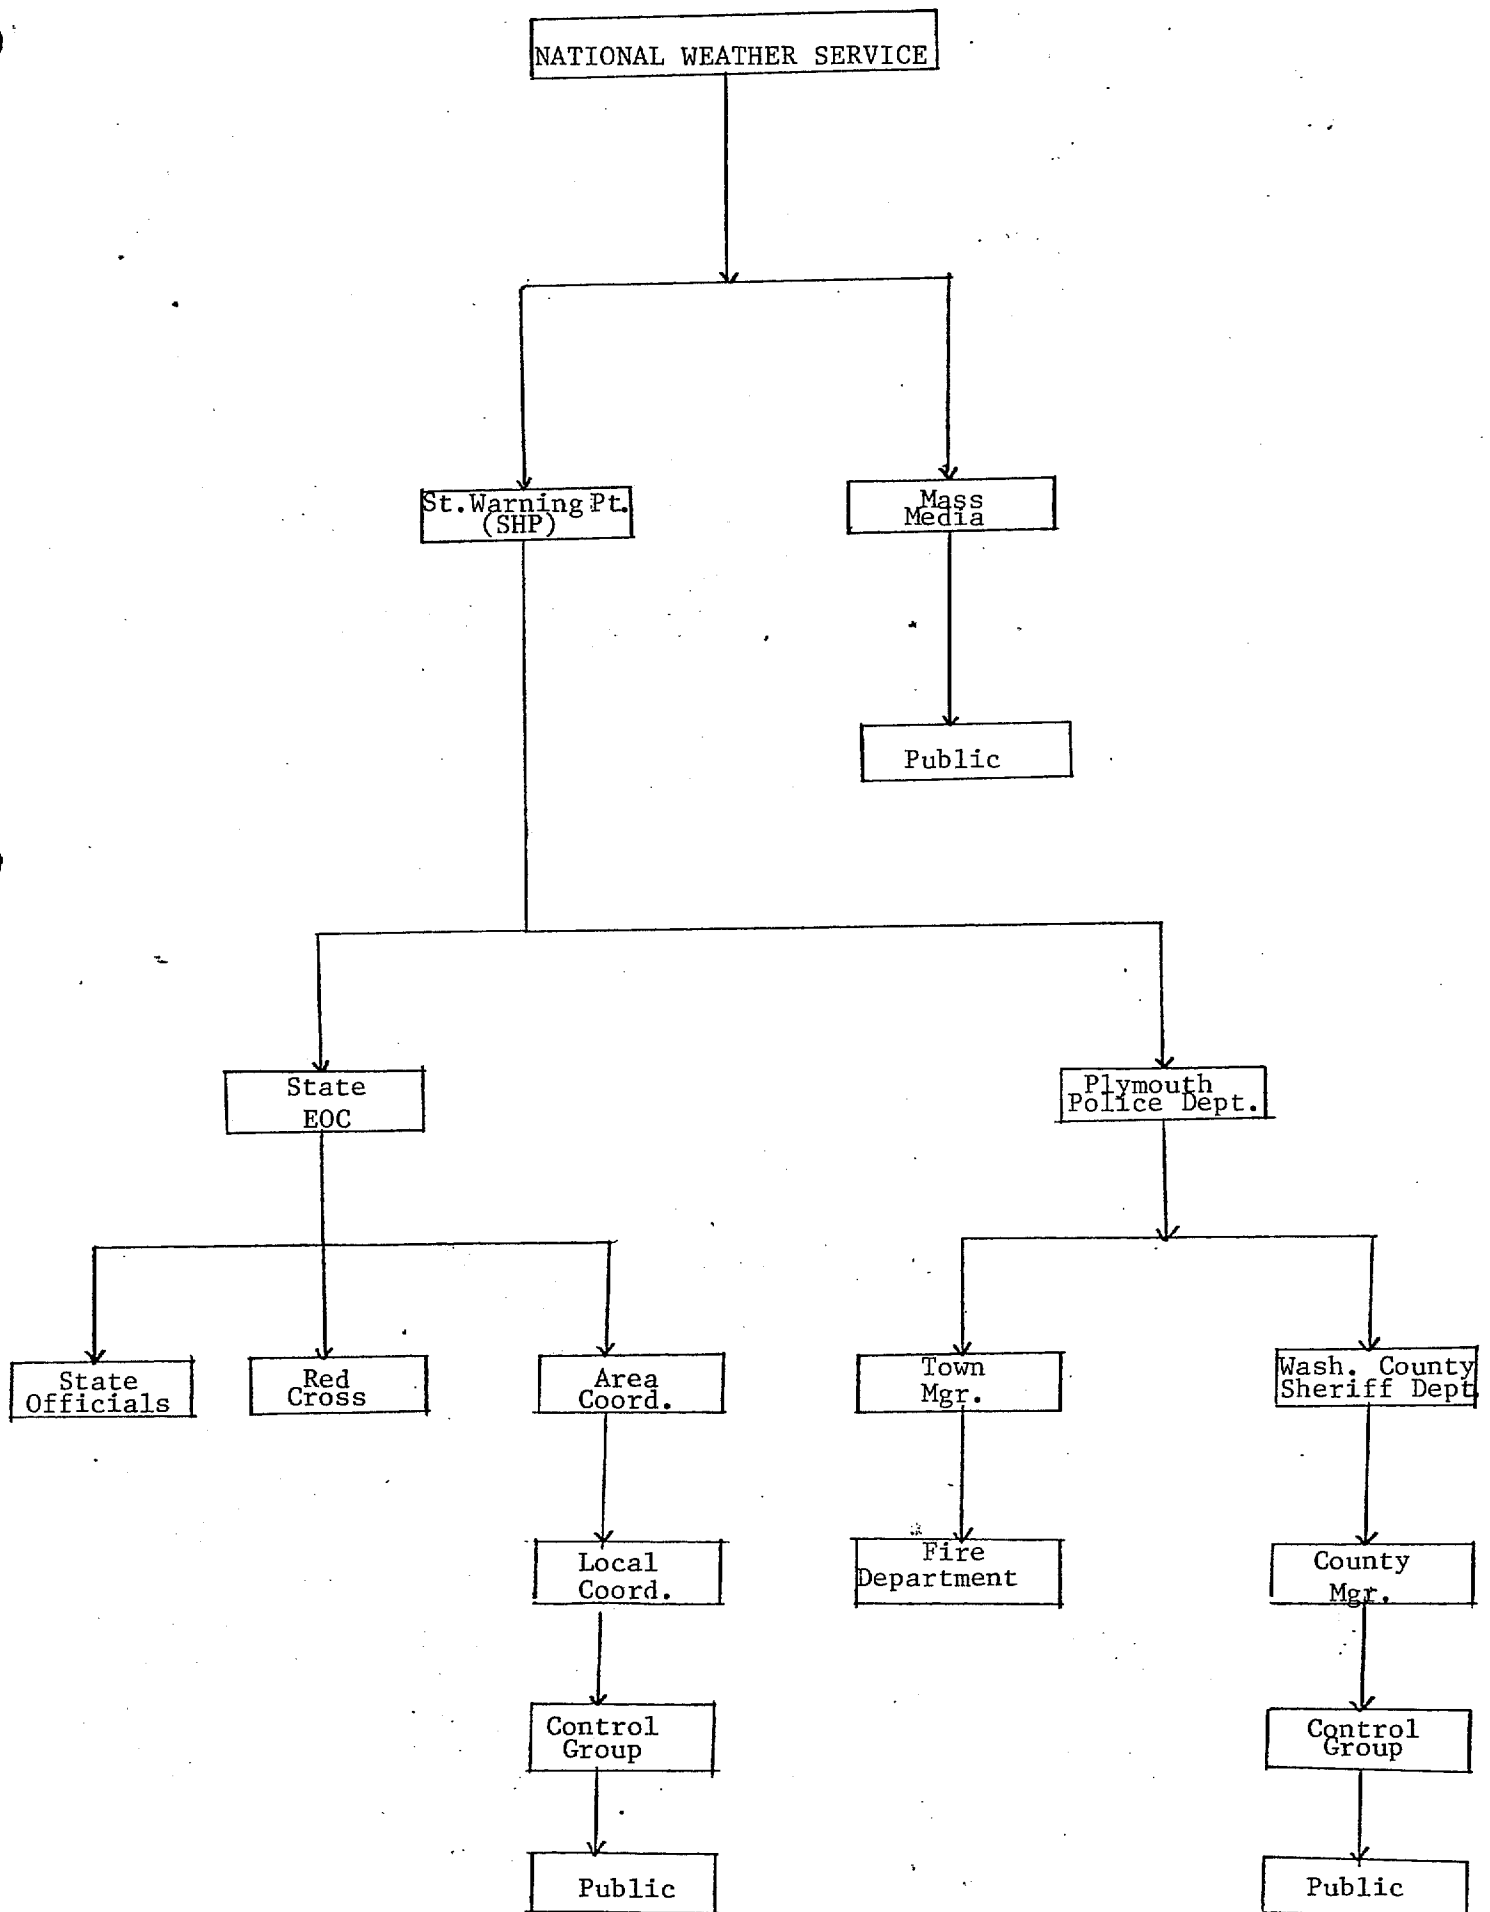 NATIONAL WEATHER SERVICE
St. Warning Pt.
(SHP)
Mass
Media
Public
State
EOC
Plymouth
Police Dept.
State
Officials
Red
Cross
Area
Coord.
Town
Mgr.
Wash. County
Sheriff Dept
Local
Coord.
Fire
Department
County
Mgr.
Control
Group
Control
Group
Public
Public